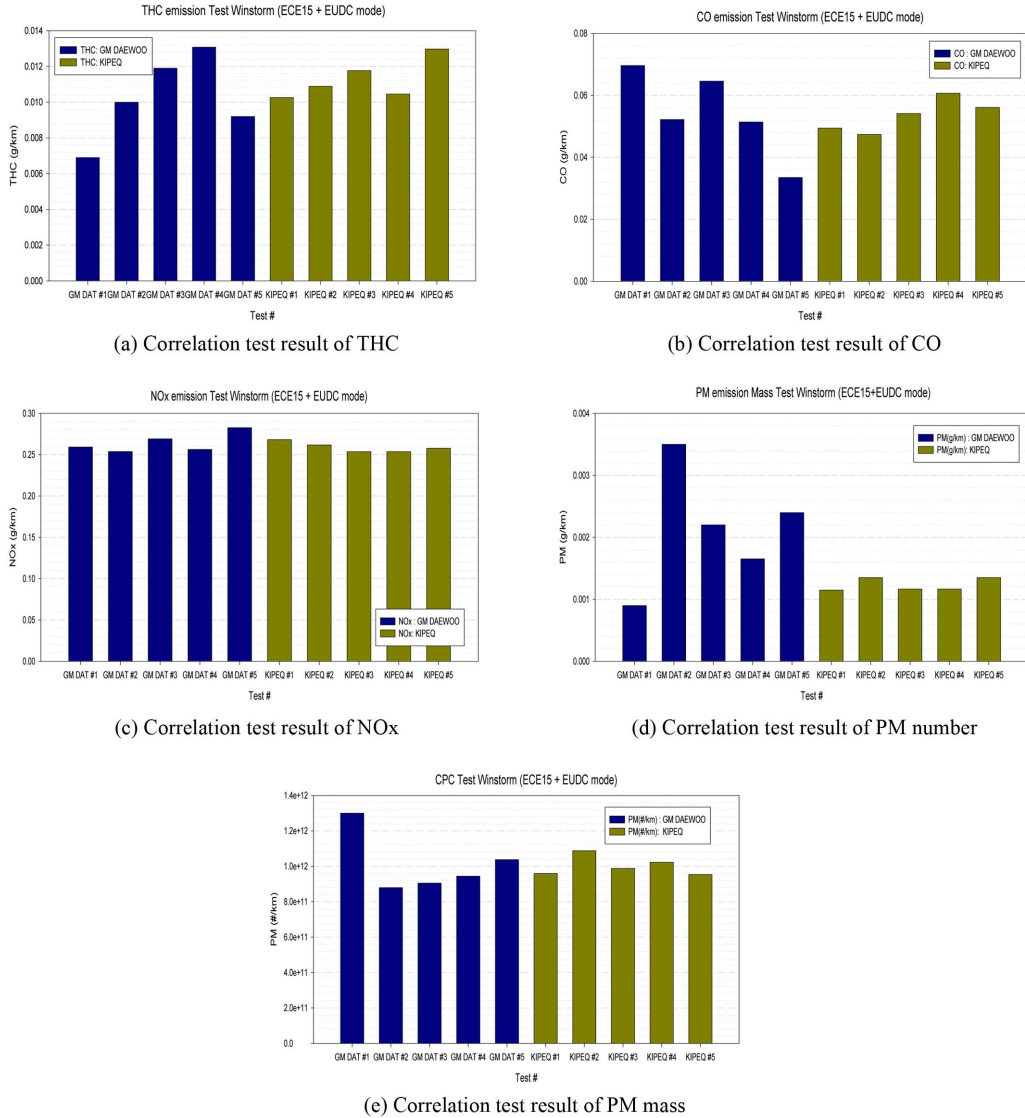 THC emission Test Winstorm (ECE15 + EUDC mode)
THC (g/km)
0.014
0.012
0.010
0.008
0.006
0.004
0.002
0.000
THC: GM DAEWOO
THC: KIPEQ
GM DAT #1 GM DAT #2 GM DAT #3 GM DAT #4 GM DAT #5 KIPEQ #1 KIPEQ #2 KIPEQ #3 KIPEQ #4 KIPEQ #5
Test #
(a) Correlation test result of THC
CO emission Test Winstorm (ECE15 + EUDC mode)
CO (g/km)
0.08
0.06
0.04
0.02
0.00
CO : GM DAEWOO
CO: KIPEQ
GM DAT #1 GM DAT #2 GM DAT #3 GM DAT #4 GM DAT #5 KIPEQ #1 KIPEQ #2 KIPEQ #3 KIPEQ #4 KIPEQ #5
Test #
(b) Correlation test result of CO
NOx emission Test Winstorm (ECE15 + EUDC mode)
NOx (g/km)
0.30
0.25
0.20
0.15
0.10
0.05
0.00
NOx : GM DAEWOO
NOx: KIPEQ
GM DAT #1 GM DAT #2 GM DAT #3 GM DAT #4 GM DAT #5 KIPEQ #1 KIPEQ #2 KIPEQ #3 KIPEQ #4 KIPEQ #5
Test #
(c) Correlation test result of NOx
PM emission Mass Test Winstorm (ECE15+EUDC mode)
PM (g/km)
0.004
0.003
0.002
0.001
0.000
PM(g/km) : GM DAEWOO
PM(g/km): KIPEQ
GM DAT #1 GM DAT #2 GM DAT #3 GM DAT #4 GM DAT #5 KIPEQ #1 KIPEQ #2 KIPEQ #3 KIPEQ #4 KIPEQ #5
Test #
(d) Correlation test result of PM number
CPC Test Winstorm (ECE15 + EUDC mode)
PM (#/km)
1.4e+12
1.2e+12
1.0e+12
8.0e+11
6.0e+11
4.0e+11
2.0e+11
0.0
PM(#/km) : GM DAEWOO
PM(#/km): KIPEQ
GM DAT #1 GM DAT #2 GM DAT #3 GM DAT #4 GM DAT #5 KIPEQ #1 KIPEQ #2 KIPEQ #3 KIPEQ #4 KIPEQ #5
Test #
(e) Correlation test result of PM mass